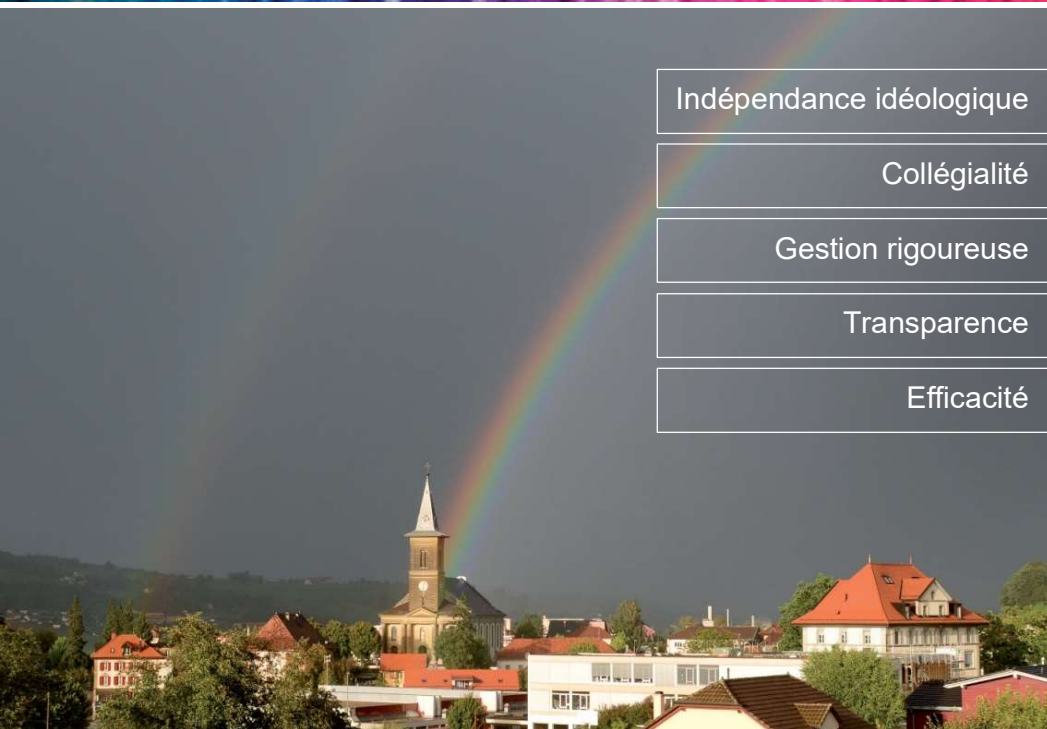 Indépendance idéologique
Collégialité
Gestion rigoureuse
Transparence
Efficacité